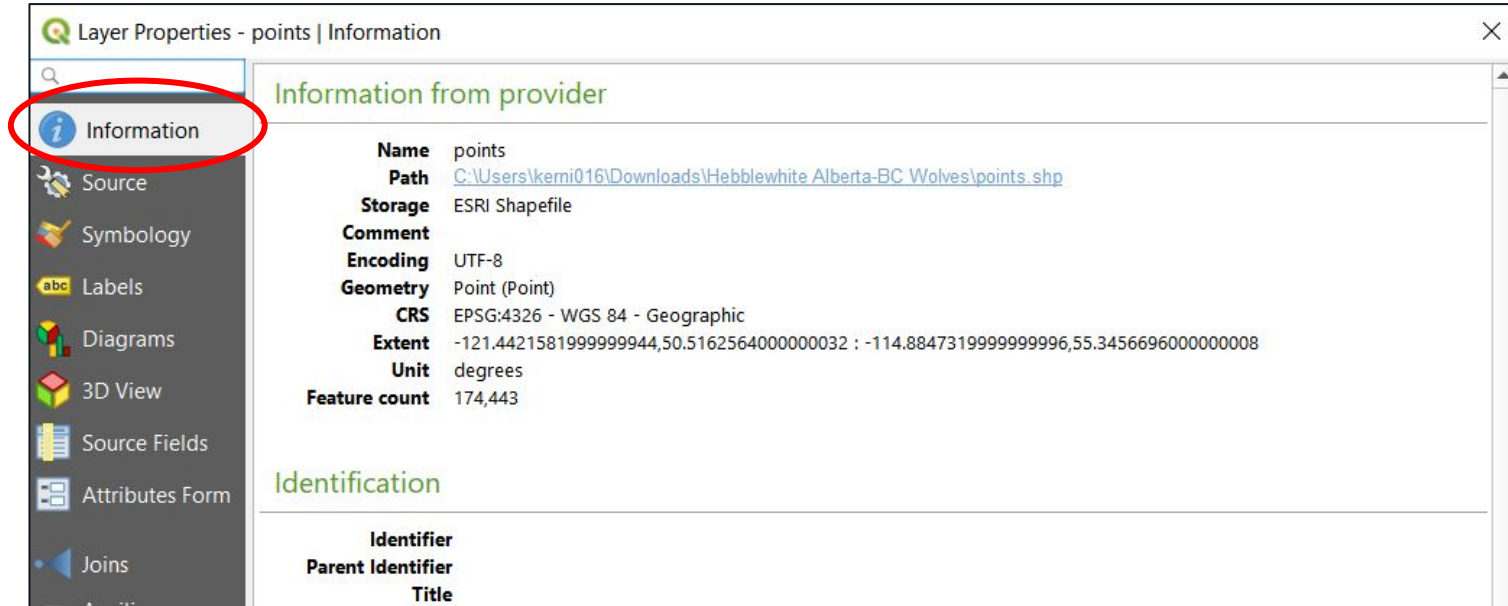 Layer Properties - points | Information
Information
Source
Symbology
abc Labels
Diagrams
3D View
Source Fields
Attributes Form
Joins
Information from provider
Name points
Path C:\Users\kerni016\Downloads\Hebblewhite Alberta-BC Wolves\points.shp
Storage ESRI Shapefile
Comment
Encoding UTF-8
Geometry Point (Point)
CRS EPSG:4326 - WGS 84 - Geographic
Extent -121.4421581999999944,50.5162564000000032 : -114.8847319999999996,55.3456696000000008
Unit degrees
Feature count 174,443
Identification
Identifier
Parent Identifier
Title